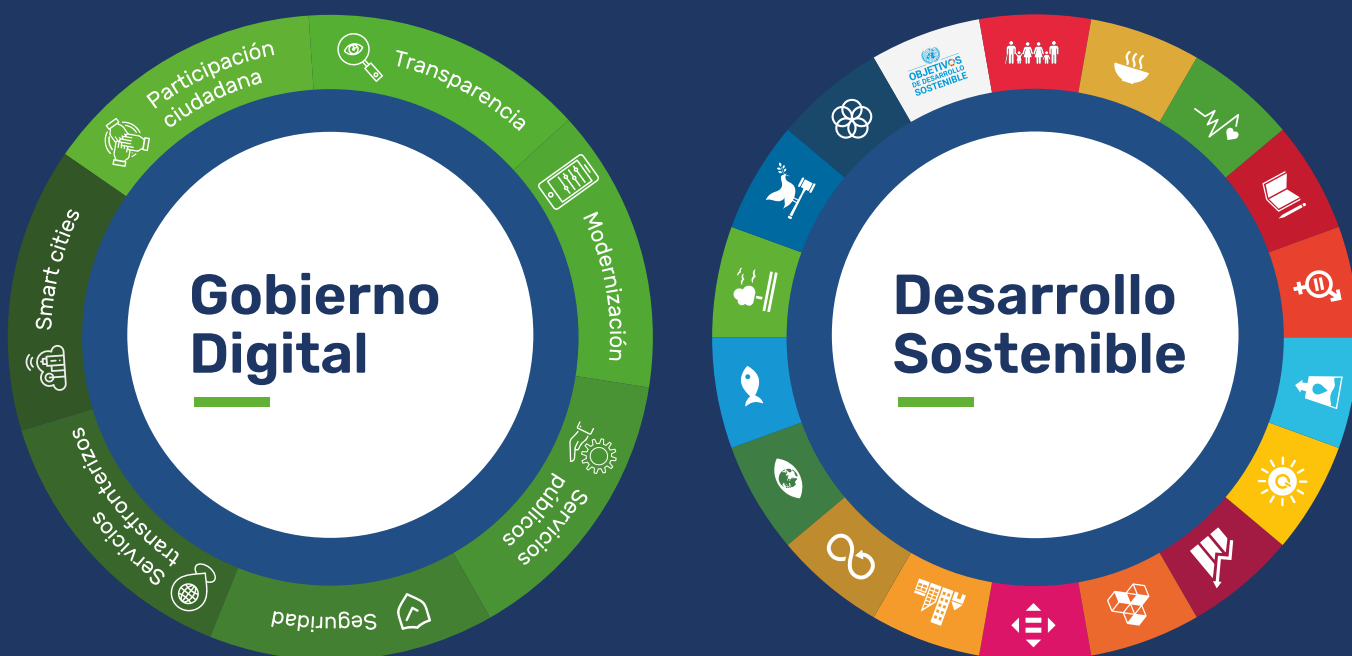 Participación
ciudadana
Transparencia
Modernización
Servicios
públicos
Seguridad
Servicios
transfronterizos
Smart cities
Gobierno
Digital
OBJETIVOS
DE DESARROLLO
SOSTENIBLE
Desarrollo
Sostenible